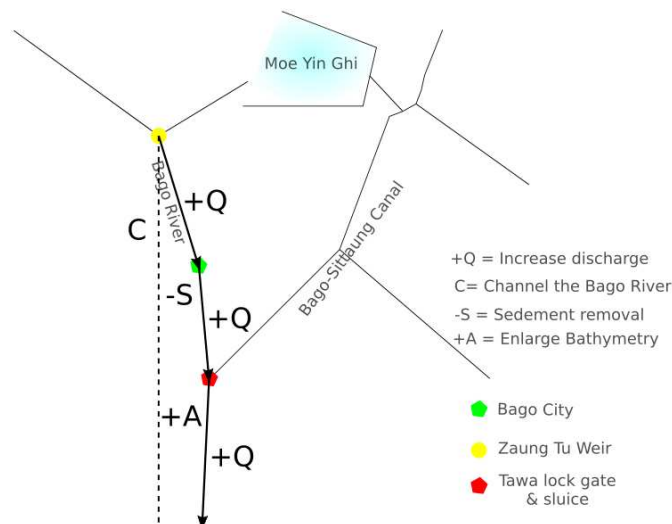 Moe Yin Ghi
Bago River
+Q
C
-S
+Q
Bago-Sittaung Canal
+A
+Q
+Q = Increase discharge
C= Channel the Bago River
-S = Sedement removal
+A = Enlarge Bathymetry
Bago City
Zaung Tu Weir
Tawa lock gate
& sluice